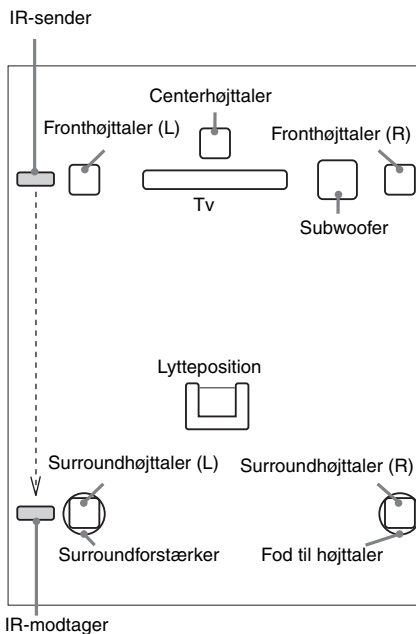 IR-sender
Centerhøjttaler
Fronthøjttaler (L)
Fronthøjttaler (R)
Tv
Subwoofer
Lytteposition
Surroundhøjttaler (L)
Surroundhøjttaler (R)
Surroundforstærker
Fod til højttaler
IR-modtager